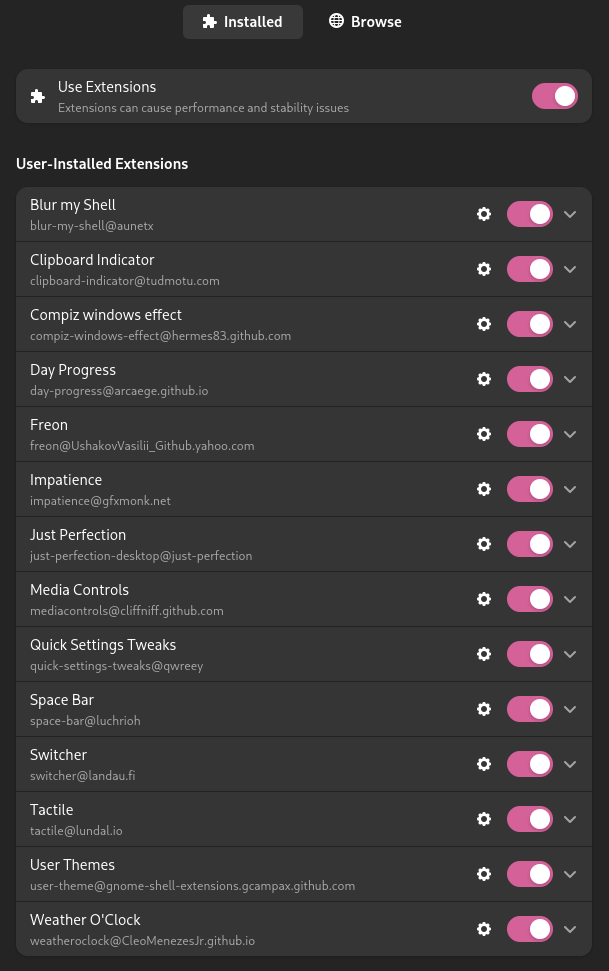 Installed
Browse
Use Extensions
Extensions can cause performance and stability issues
User-Installed Extensions
Blur my Shell
blur-my-shell@aunetx
Clipboard Indicator
clipboard-indicator@tudmotu.com
Compiz windows effect
compiz-windows-effect@hermes83.github.com
Day Progress
day-progress@arcaege.github.io
Freon
freon@UshakovVasilii_Github.yahoo.com
Impatience
impatience@gfxmonk.net
Just Perfection
just-perfection-desktop@just-perfection
Media Controls
mediacontrols@cliffniff.github.com
Quick Settings Tweaks
quick-settings-tweaks@qwreey
Space Bar
space-bar@luchrioh
Switcher
switcher@landau.fi
Tactile
tactile@lundal.io
User Themes
user-theme@gnome-shell-extensions.gcampax.github.com
Weather O'Clock
weatheroclock@CleoMenezesJr.github.io